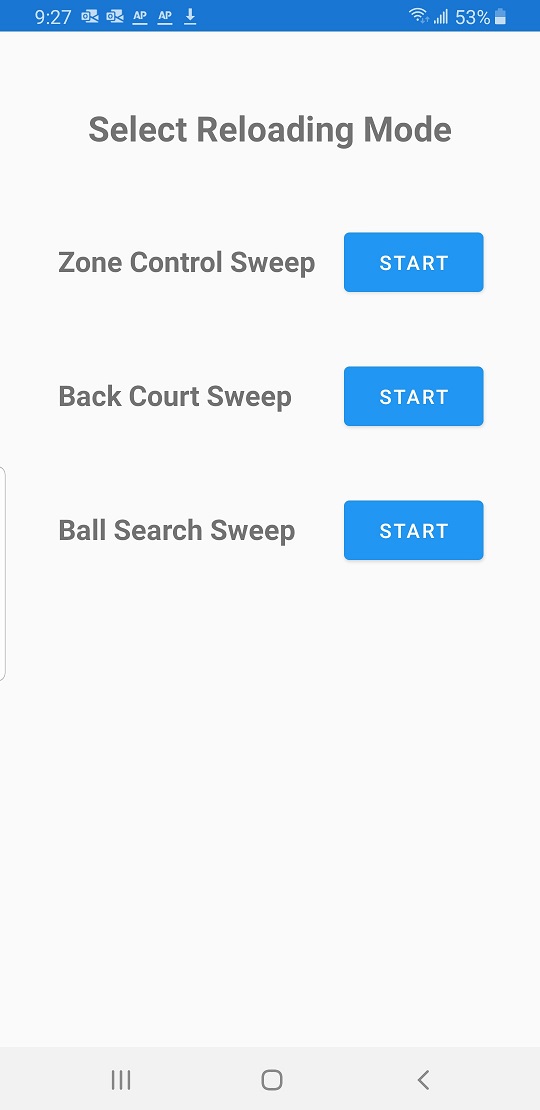 9:27 AP AP 53%
Select Reloading Mode
Zone Control Sweep START
Back Court Sweep START
Ball Search Sweep START